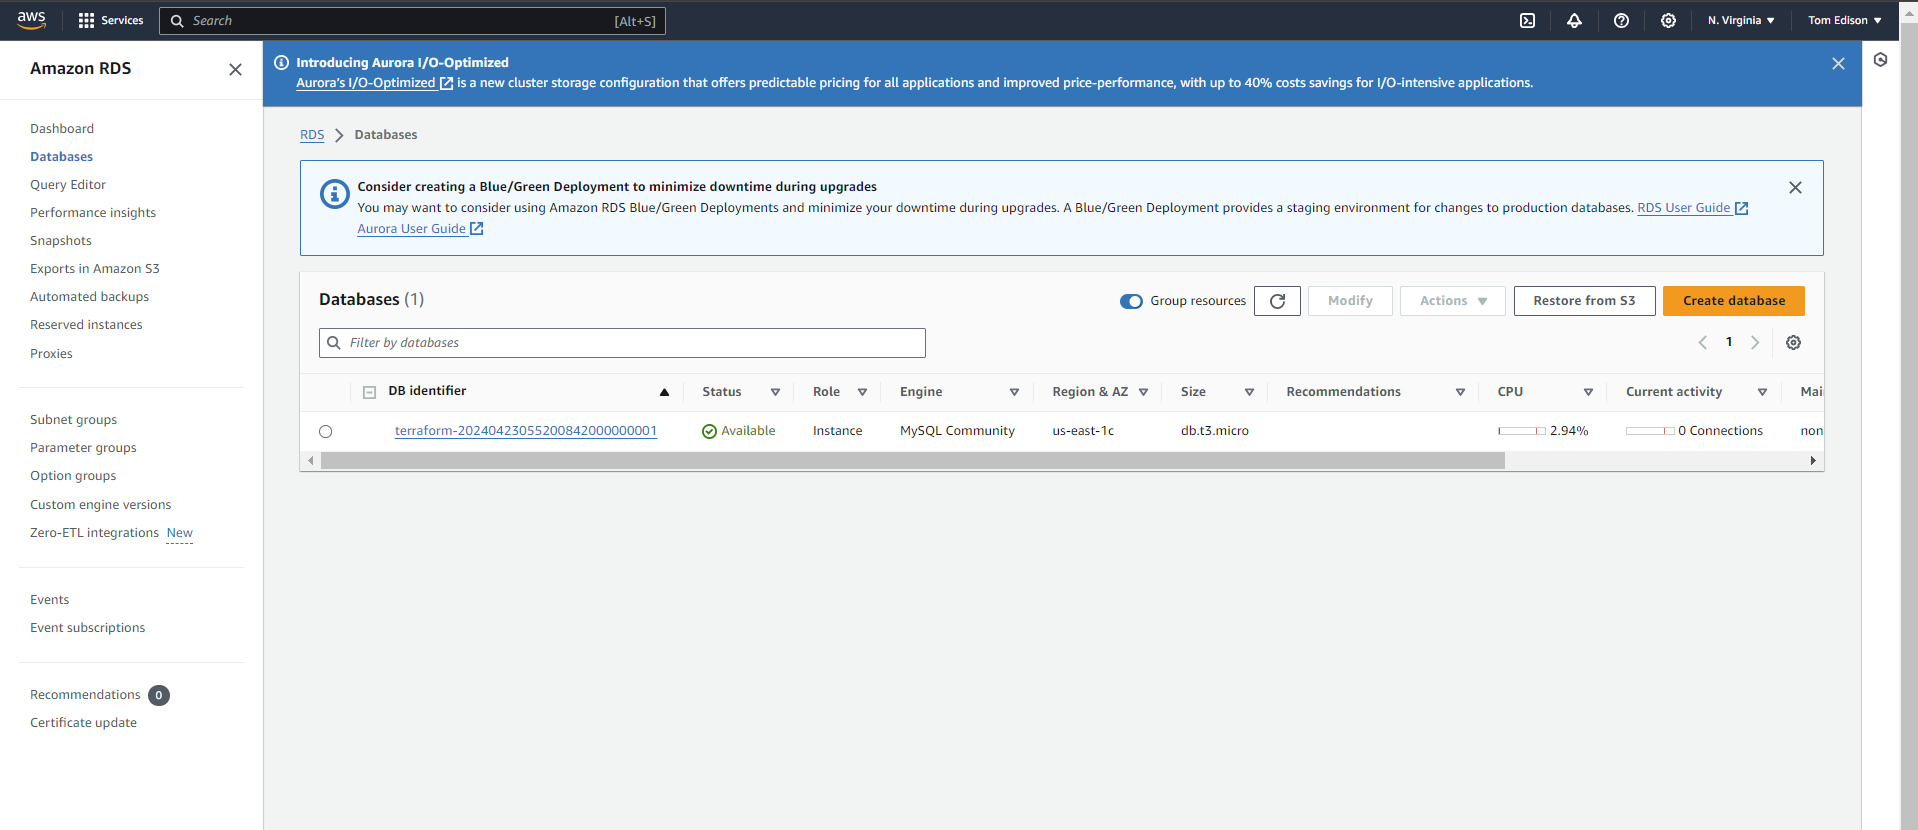 aws
Services
Search [Alt+S]
N. Virginia
Tom Edison
Amazon RDS
Dashboard
Databases
Query Editor
Performance insights
Snapshots
Exports in Amazon S3
Automated backups
Reserved instances
Proxies
Subnet groups
Parameter groups
Option groups
Custom engine versions
Zero-ETL integrations New
Events
Event subscriptions
Recommendations 0
Certificate update
Introducing Aurora I/O-Optimized
Aurora's I/O-Optimized is a new cluster storage configuration that offers predictable pricing for all applications and improved price-performance, with up to 40% costs savings for I/O-intensive applications.
RDS Databases
Consider creating a Blue/Green Deployment to minimize downtime during upgrades
You may want to consider using Amazon RDS Blue/Green Deployments and minimize your downtime during upgrades. A Blue/Green Deployment provides a staging environment for changes to production databases. RDS User Guide
Aurora User Guide
Databases (1)
Group resources
Modify
Actions
Restore from S3
Create database
Filter by databases
1
DB identifier Status Role Engine Region & AZ Size Recommendations CPU Current activity Mai
terraform-20240423055200842000000001 Available Instance MySQL Community us-east-1c db.t3.micro 2.94% 0 Connections non